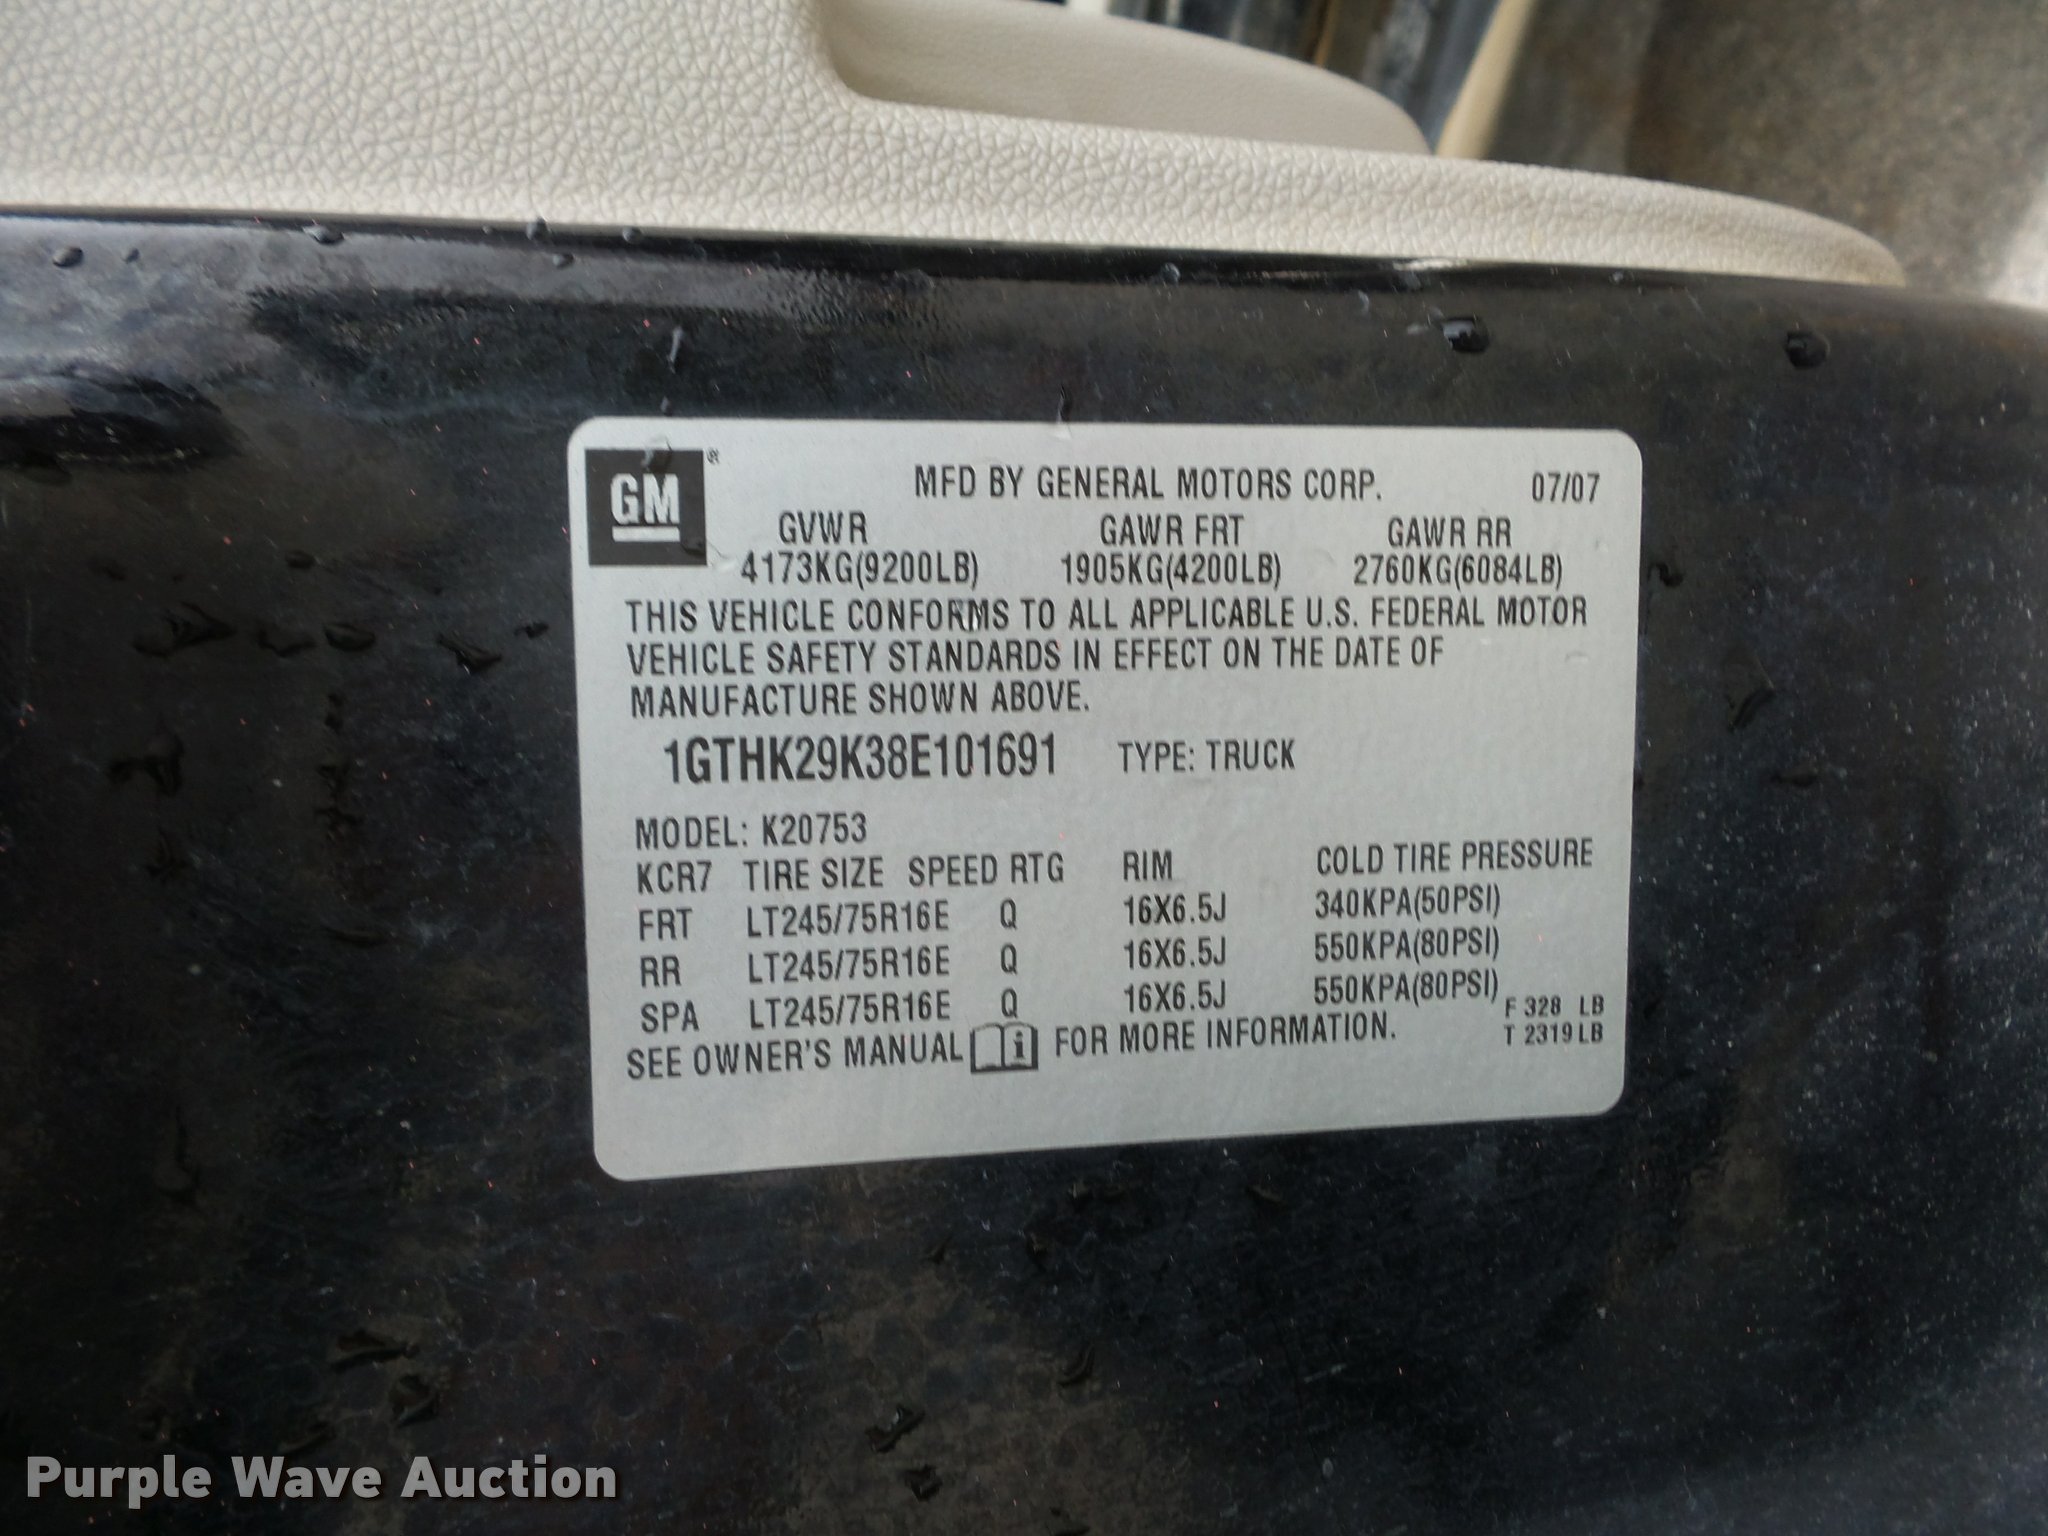 GM ®
MFD BY GENERAL MOTORS CORP. 07/07
GVWR GAWR FRT GAWR RR
4173KG(9200LB) 1905KG(4200LB) 2760KG(6084LB)
THIS VEHICLE CONFORMS TO ALL APPLICABLE U.S. FEDERAL MOTOR
VEHICLE SAFETY STANDARDS IN EFFECT ON THE DATE OF
MANUFACTURE SHOWN ABOVE.
1GTHK29K38E101691 TYPE: TRUCK
MODEL: K20753
KCR7 TIRE SIZE SPEED RTG RIM COLD TIRE PRESSURE
FRT LT245/75R16E Q 16X6.5J 340KPA(50PSI)
RR LT245/75R16E Q 16X6.5J 550KPA(80PSI)
SPA LT245/75R16E Q 16X6.5J 550KPA(80PSI)
F 328 LB
T 2319 LB
SEE OWNER'S MANUAL i FOR MORE INFORMATION.
Purple Wave Auction